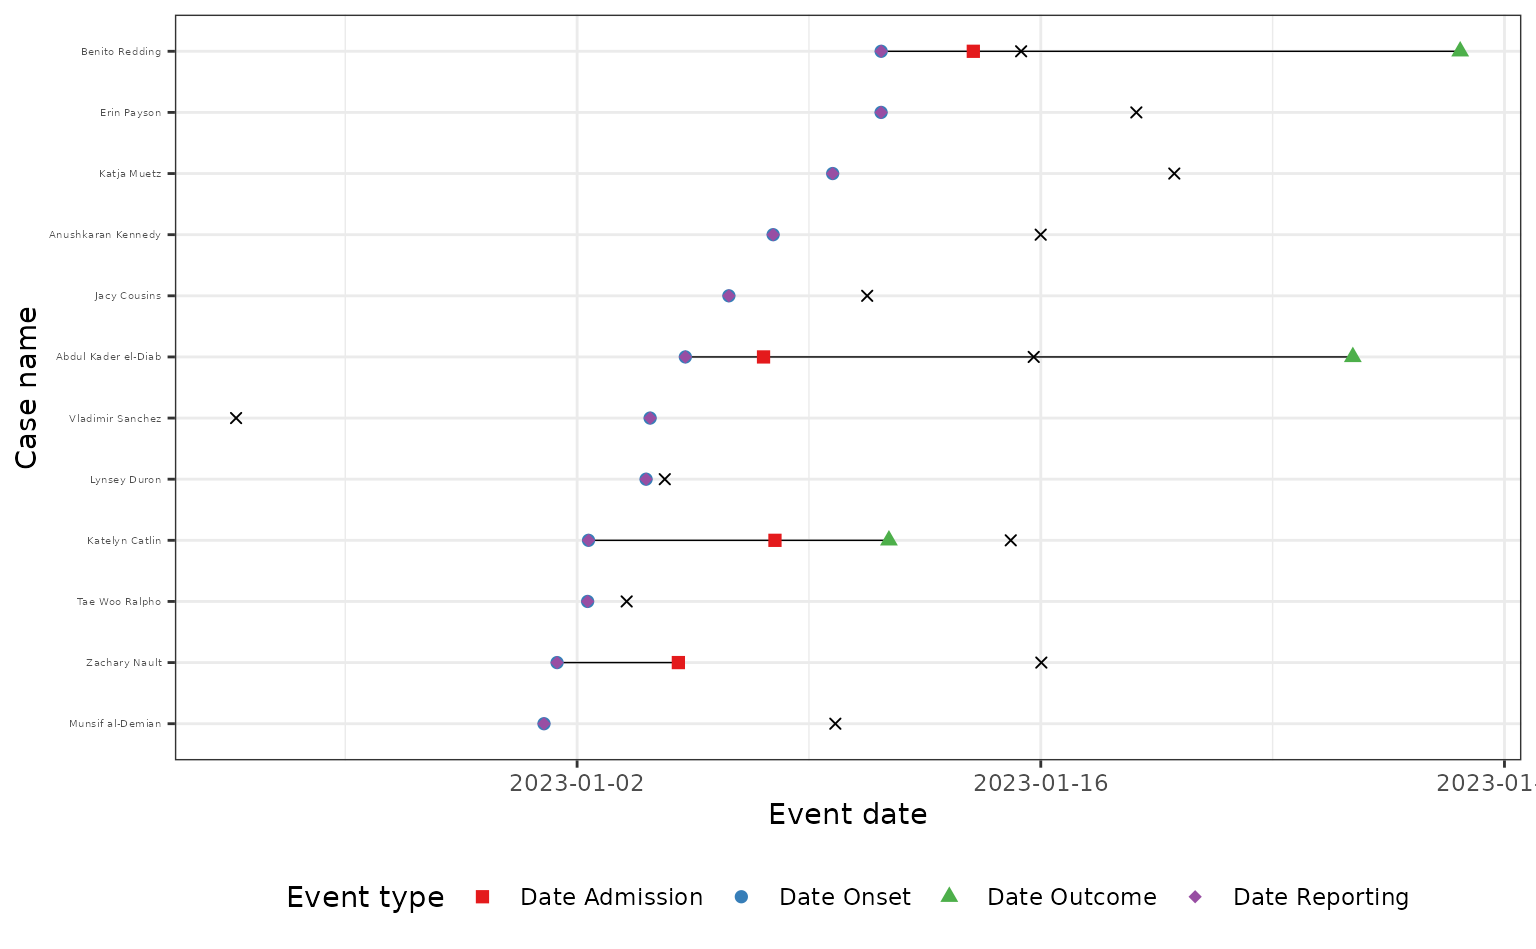 Benito Redding
Erin Payson
Katja Muetz
Anushkaran Kennedy
Jacy Cousins
Case name
Abdul Kader el-Diab
Vladimir Sanchez
Lynsey Duron
Katelyn Catlin
Tae Woo Ralpho
Zachary Nault
Munsif al-Demian
2023-01-02 2023-01-16 2023-01-
Event date
Event type Date Admission Date Onset Date Outcome Date Reporting